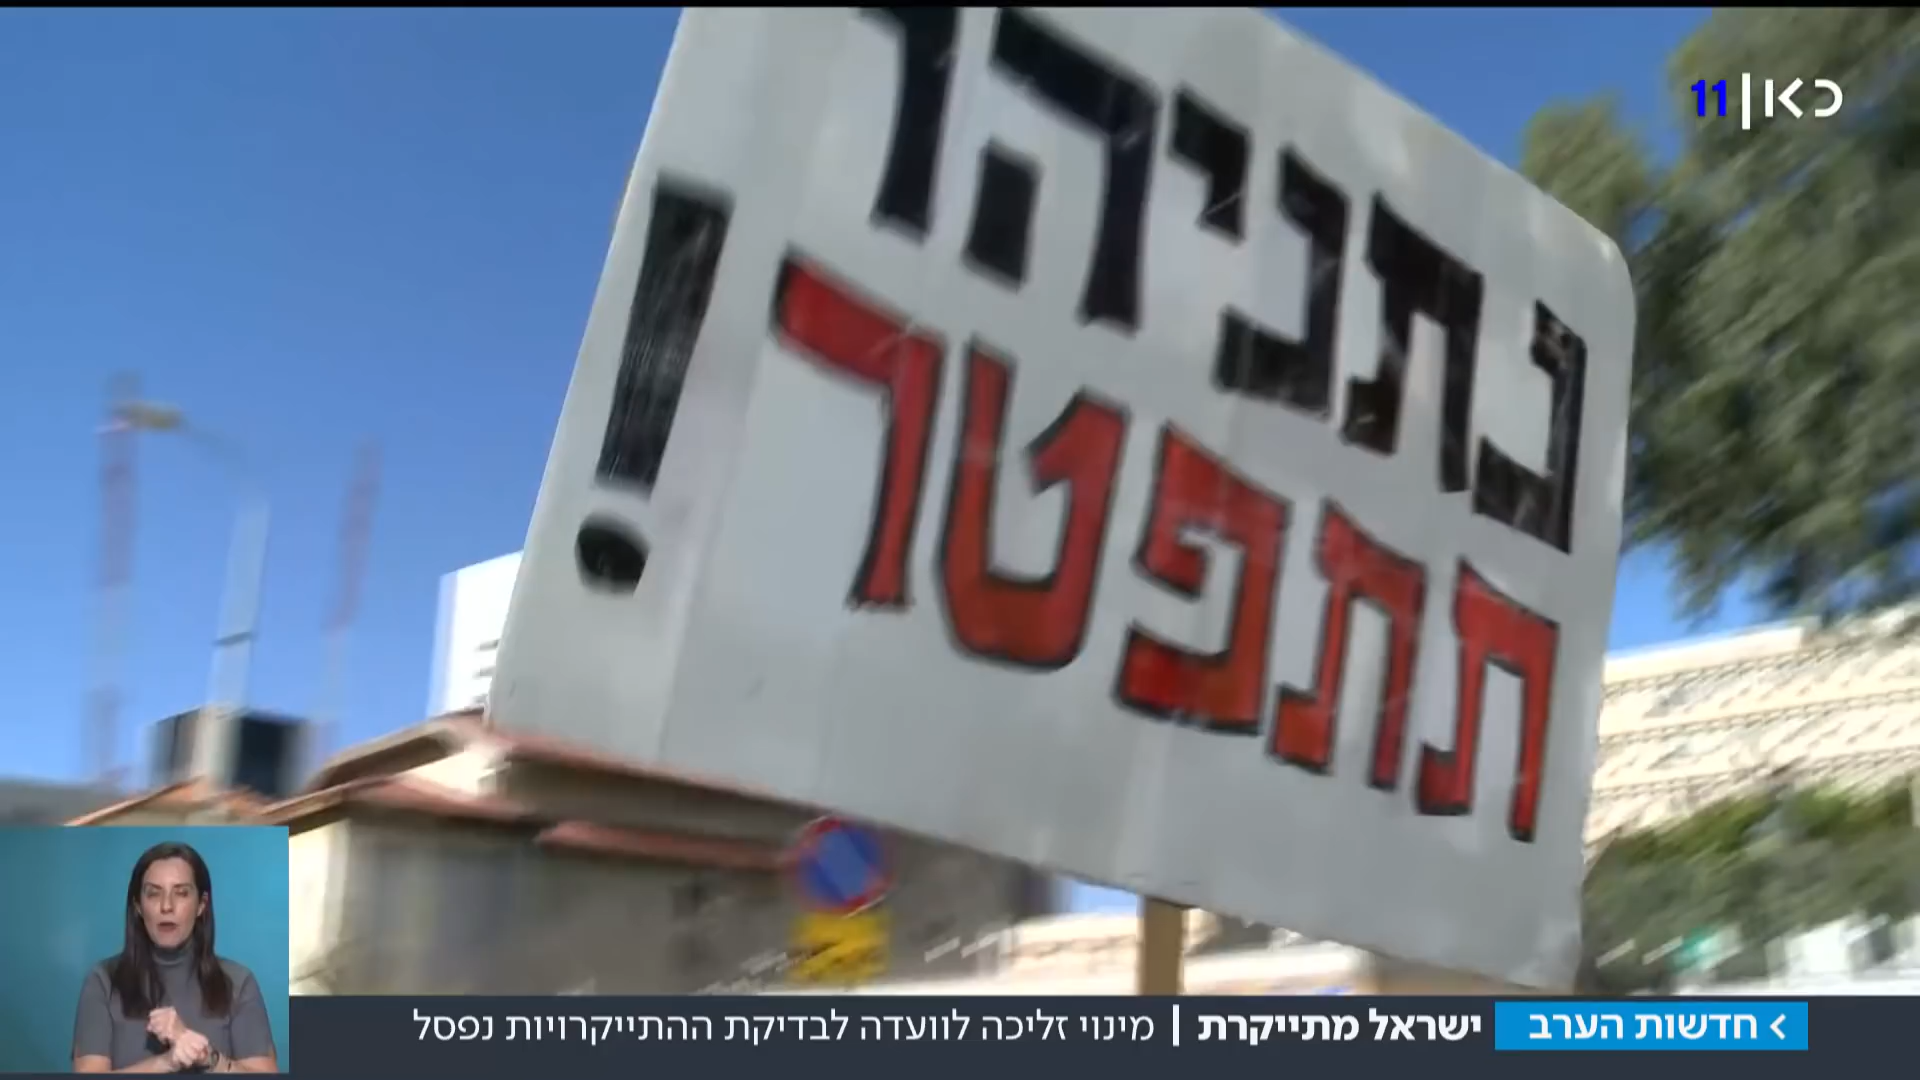 כאן|11
נתניהו
תתפטר!
חדשות הערב
ישראל מתייקרת | מינוי זליכה לוועדה לבדיקת ההתייקרויות נפסל